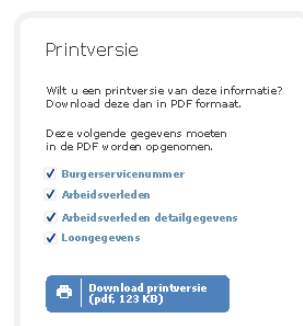 Printversie
Wilt u een printversie van deze informatie?
Download deze dan in PDF formaat.
Deze volgende gegevens moeten
in de PDF worden opgenomen.
Burgerservicenummer
Arbeidsverleden
Arbeidsverleden detailgegevens
Loongegevens
Download printversie
(pdf, 123 KB)